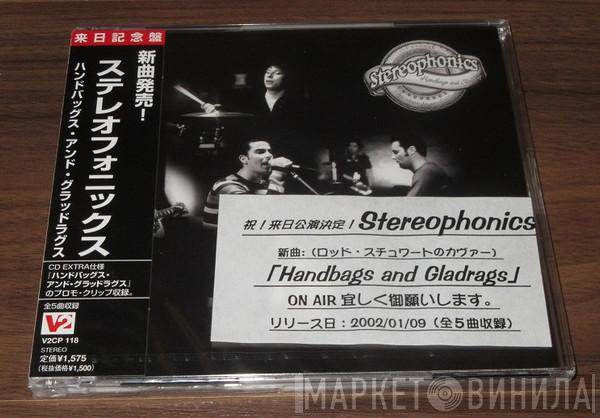 来日記念盤
新曲発売!
ステレオフォニックス
ハンドバッグス・アンド・グラッドラグス
CD EXTRA仕様
「ハンドバッグス・
アンド・グラッドラグス」
のプロモ・クリップ収録。
全5曲収録
V2
V2CP 118
STEREO
定価¥1,575
(税抜価格¥1,500)
Stereophonics
祝!来日公演決定!Stereophonics
新曲:(ロッド・スチュワートのカヴァー)
「Handbags and Gladrags」
ON AIR 宜しく御願いします。
リリース日:2002/01/09(全5曲収録)
МАРКЕТ ВИНИЛА